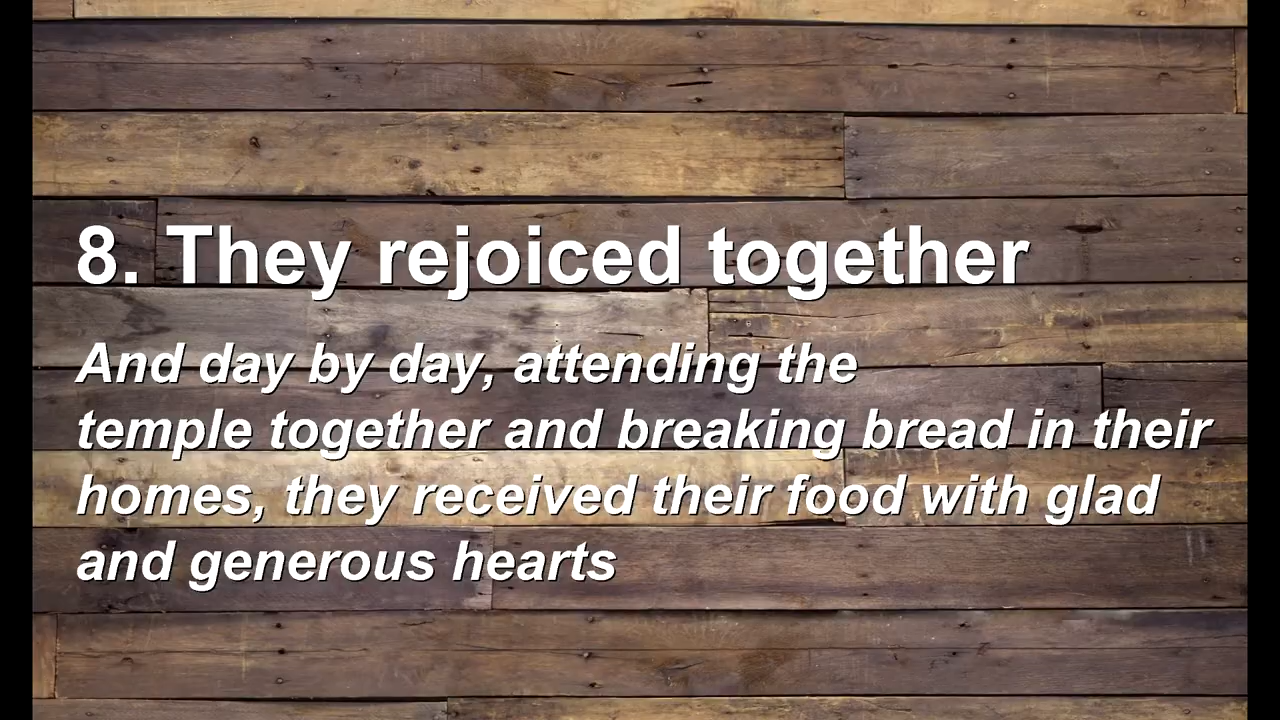 8. They rejoiced together
And day by day, attending the
temple together and breaking bread in their
homes, they received their food with glad
and generous hearts